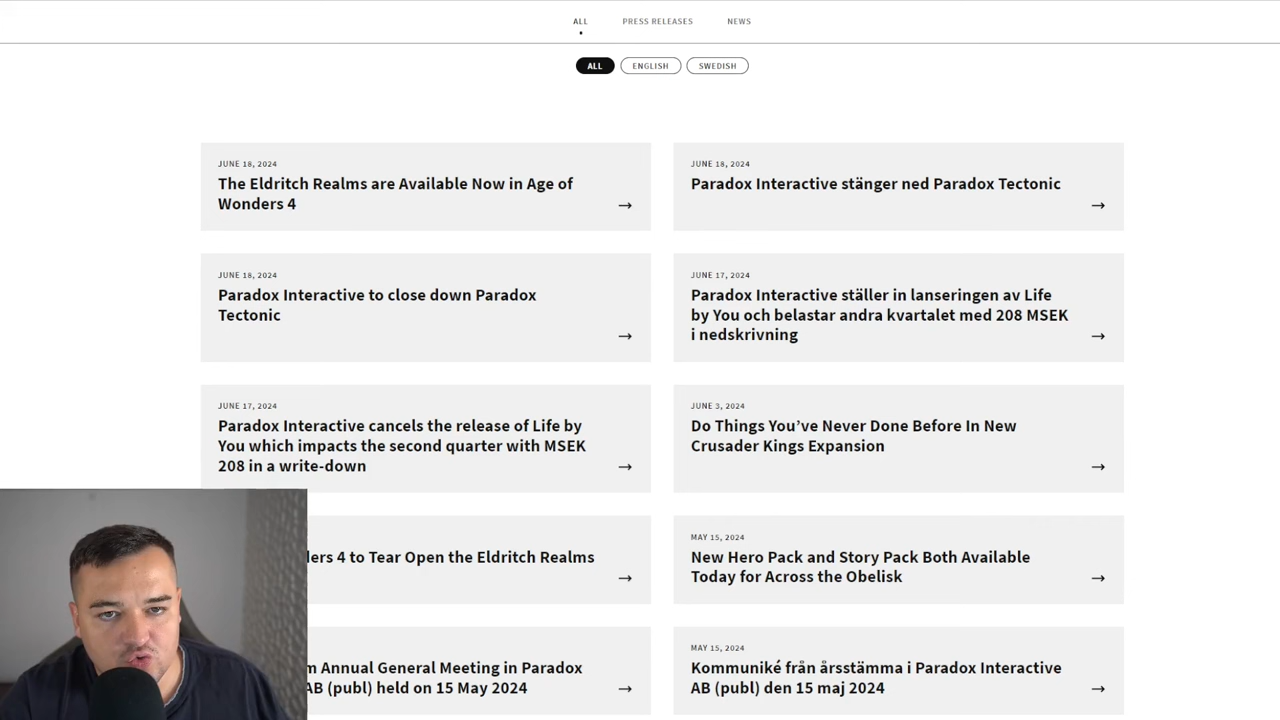 ALL PRESS RELEASES NEWS
ALL ENGLISH SWEDISH
JUNE 18, 2024
The Eldritch Realms are Available Now in Age of
Wonders 4
→
JUNE 18, 2024
Paradox Interactive stänger ned Paradox Tectonic
→
JUNE 18, 2024
Paradox Interactive to close down Paradox
Tectonic
→
JUNE 17, 2024
Paradox Interactive ställer in lanseringen av Life
by You och belastar andra kvartalet med 208 MSEK
i nedskrivning
→
JUNE 17, 2024
Paradox Interactive cancels the release of Life by
You which impacts the second quarter with MSEK
208 in a write-down
→
JUNE 3, 2024
Do Things You've Never Done Before In New
Crusader Kings Expansion
→
4 to Tear Open the Eldritch Realms
→
MAY 15, 2024
New Hero Pack and Story Pack Both Available
Today for Across the Obelisk
→
Annual General Meeting in Paradox
AB (publ) held on 15 May 2024
→
MAY 15, 2024
Kommuniké från årsstämma i Paradox Interactive
AB (publ) den 15 maj 2024
→